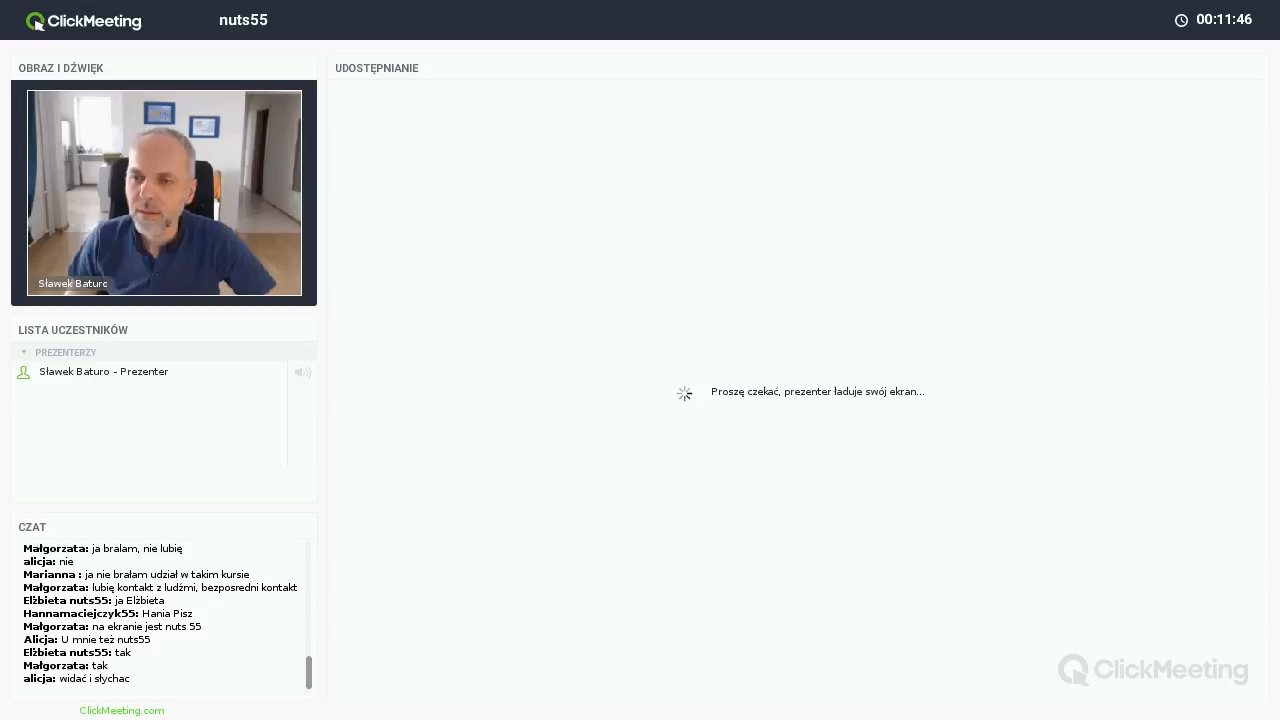 ClickMeeting
nuts55
00:11:46
OBRAZ I DŹWIĘK
Sławek Baturo
LISTA UCZESTNIKÓW
PREZENTERZY
Sławek Baturo - Prezenter
CZAT
Małgorzata: ja bralam, nie lubię
alicja: nie
Marianna : ja nie brałam udział w takim kursie
Małgorzata: lubię kontakt z ludźmi, bezposredni kontakt
Elżbieta nuts55: ja Elżbieta
Hannamaciejczyk55: Hania Pisz
Małgorzata: na ekranie jest nuts 55
Alicja: U mnie też nuts55
Elżbieta nuts55: tak
Małgorzata: tak
alicja: widać i słychac
ClickMeeting.com
UDOSTĘPNIANIE
Proszę czekać, prezenter ładuje swój ekran...
ClickMeeting